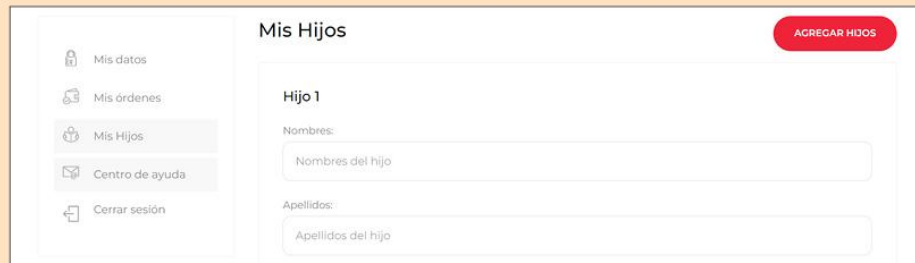 Mis Hijos
AGREGAR HIJOS
Mis datos
Mis órdenes
Mis Hijos
Centro de ayuda
Cerrar sesión
Hijo 1
Nombres:
Nombres del hijo
Apellidos:
Apellidos del hijo